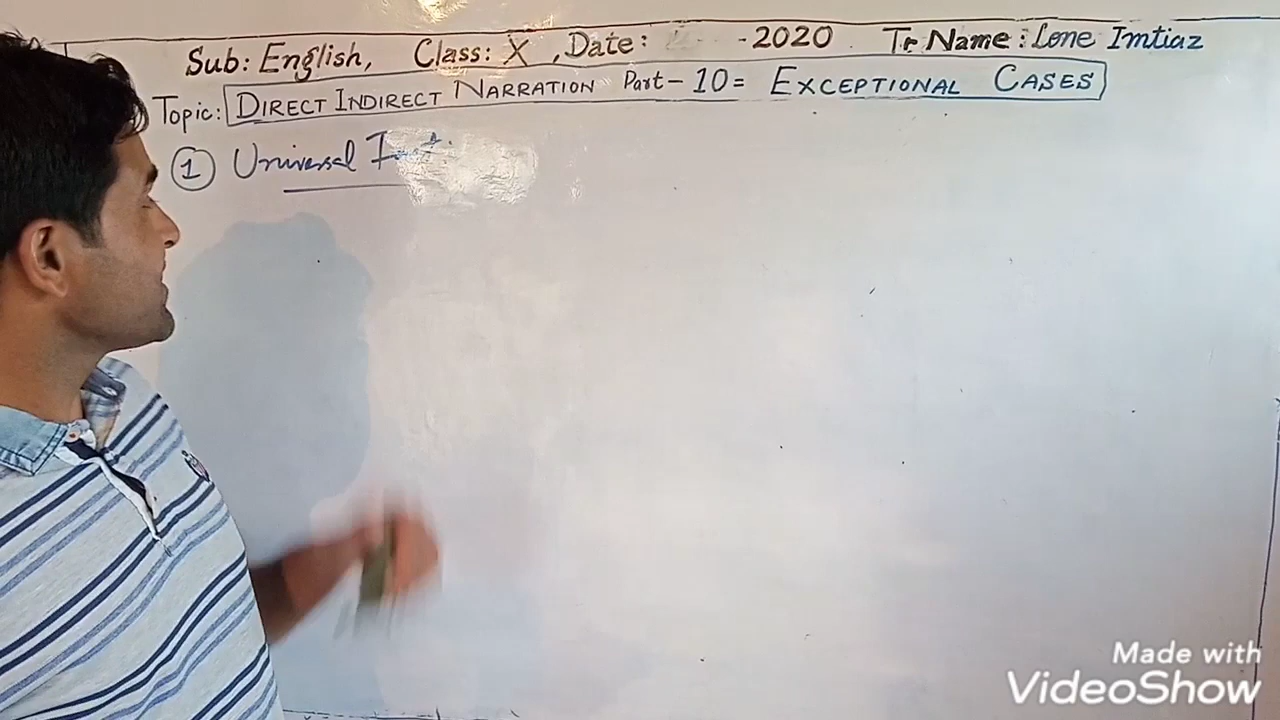 Sub: English, Class: X , Date: -2020 Tr Name: Lone Imtiaz
Topic: DIRECT INDIRECT NARRATION Part-10= EXCEPTIONAL CASES
1 Universal
Made with
VideoShow